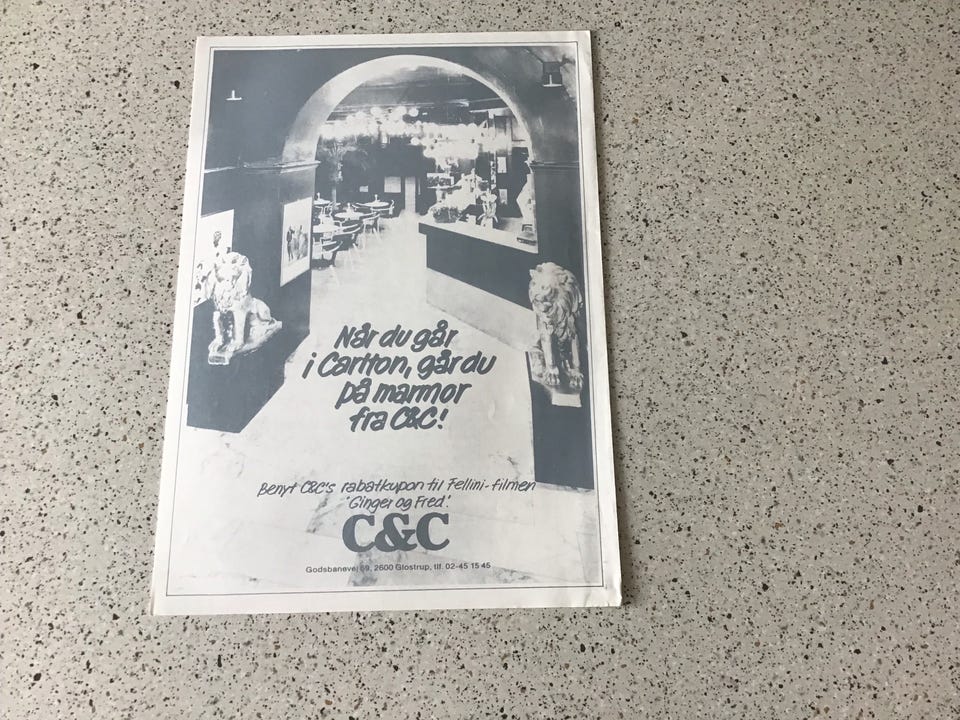 Når du går
i Carlton, går du
på marmor
fra C&C!
Benyt C&C's rabatkupon til Fellini-filmen
'Ginger og Fred'.
C&C
Godsbanevej 69, 2600 Glostrup, tlf. 02-45 15 45